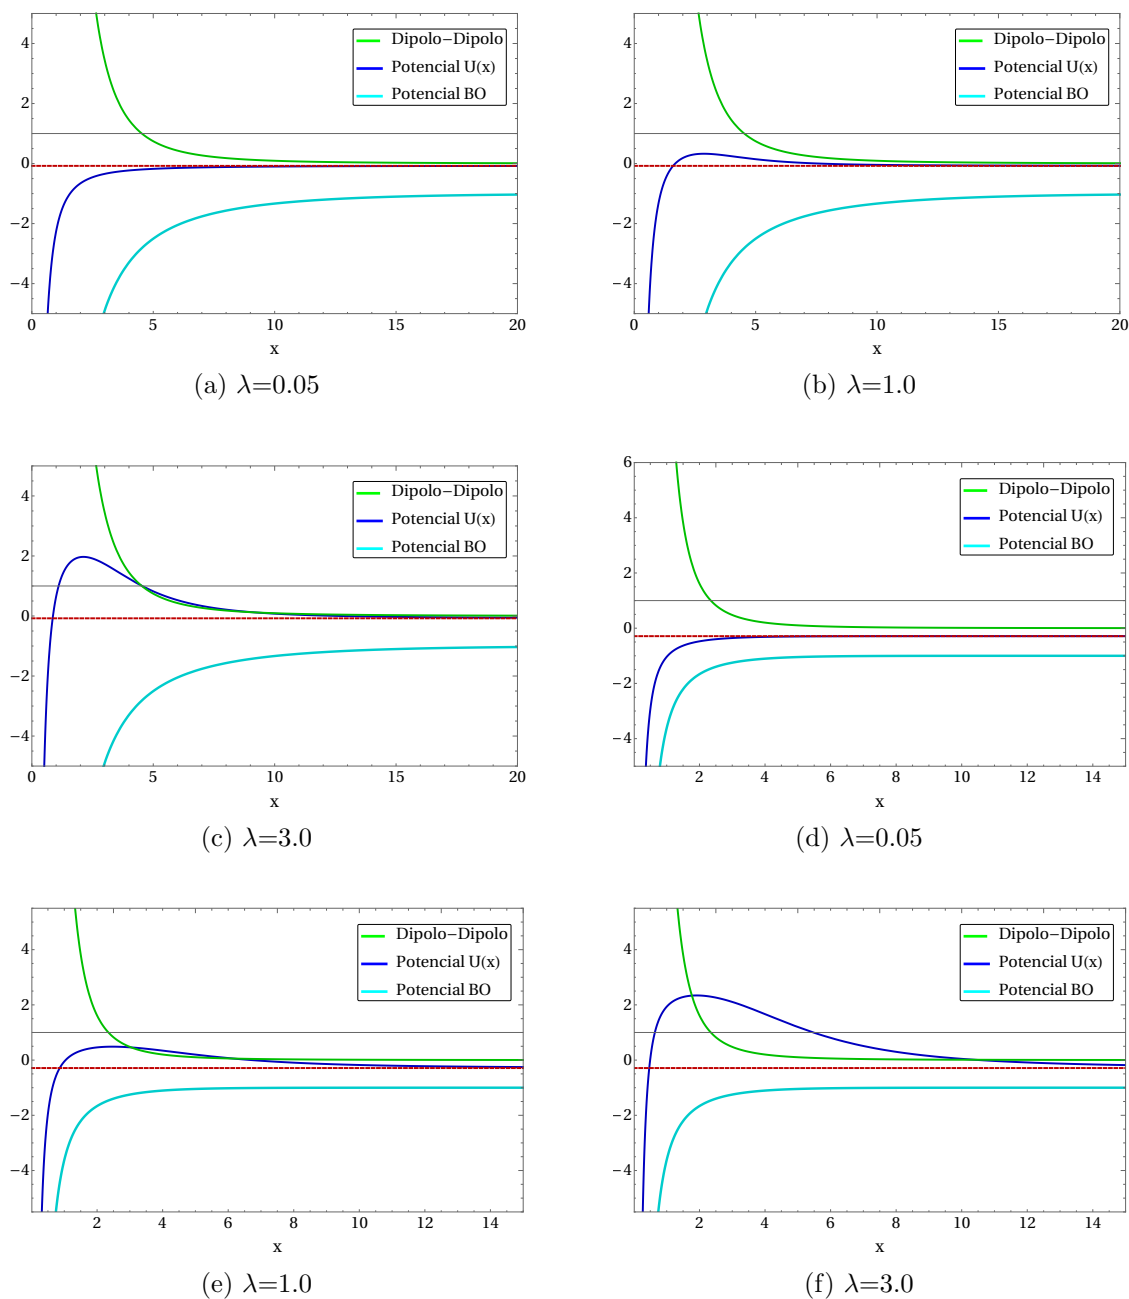 Dipolo−Dipolo
Potencial U(x)
Potencial BO
4
2
0
−2
−4
0 5 10 15 20
x
(a) λ=0.05
Dipolo−Dipolo
Potencial U(x)
Potencial BO
4
2
0
−2
−4
0 5 10 15 20
x
(b) λ=1.0
Dipolo−Dipolo
Potencial U(x)
Potencial BO
4
2
0
−2
−4
0 5 10 15 20
x
(c) λ=3.0
Dipolo−Dipolo
Potencial U(x)
Potencial BO
6
4
2
0
−2
−4
2 4 6 8 10 12 14
x
(d) λ=0.05
Dipolo−Dipolo
Potencial U(x)
Potencial BO
4
2
0
−2
−4
2 4 6 8 10 12 14
x
(e) λ=1.0
Dipolo−Dipolo
Potencial U(x)
Potencial BO
4
2
0
−2
−4
2 4 6 8 10 12 14
x
(f) λ=3.0